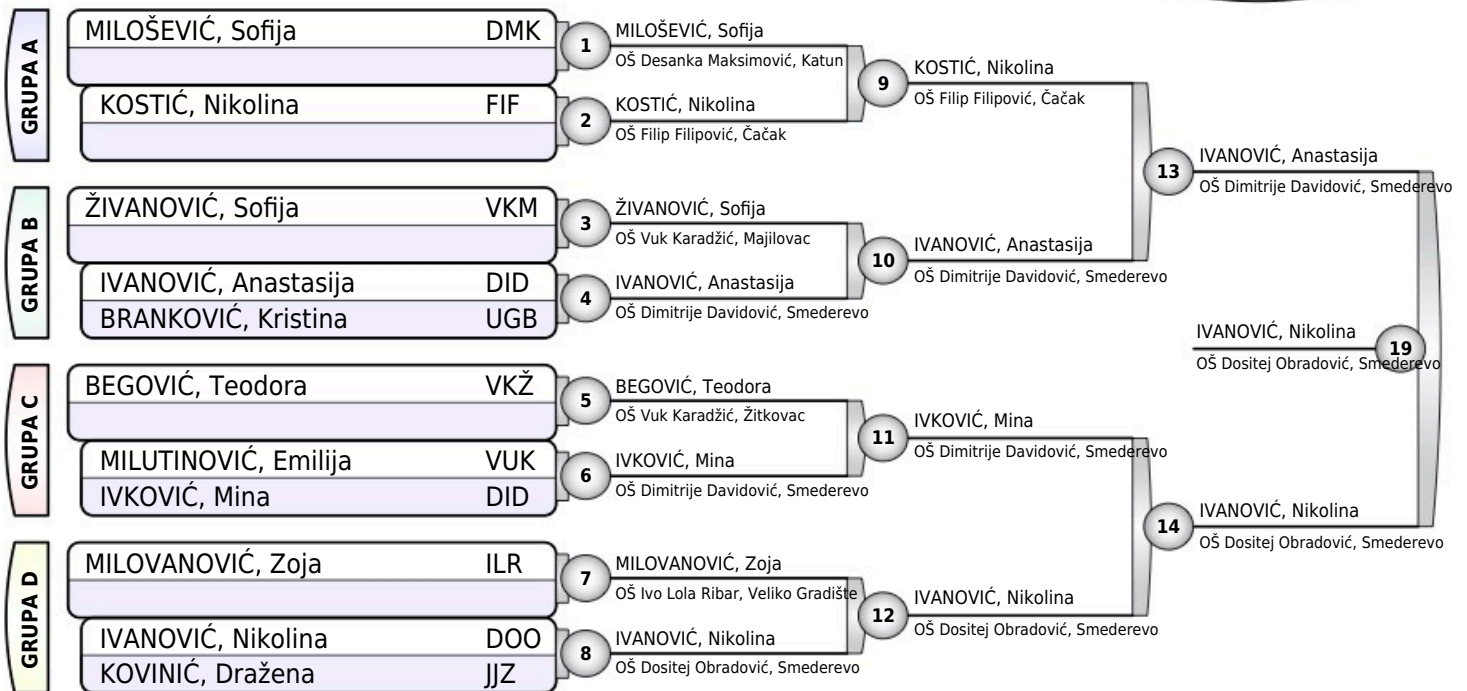 GRUPA A
MILOŠEVIĆ, Sofija DMK
KOSTIĆ, Nikolina FIF
GRUPA B
ŽIVANOVIĆ, Sofija VKM
IVANOVIĆ, Anastasija DID
BRANKOVIĆ, Kristina UGB
GRUPA C
BEGOVIĆ, Teodora VKŽ
MILUTINOVIĆ, Emilija VUK
IVKOVIĆ, Mina DID
GRUPA D
MILOVANOVIĆ, Zoja ILR
IVANOVIĆ, Nikolina DOO
KOVINIĆ, Dražena JJZ
1
MILOŠEVIĆ, Sofija
OŠ Desanka Maksimović, Katun
2
KOSTIĆ, Nikolina
OŠ Filip Filipović, Čačak
3
ŽIVANOVIĆ, Sofija
OŠ Vuk Karadžić, Majilovac
4
IVANOVIĆ, Anastasija
OŠ Dimitrije Davidović, Smederevo
5
BEGOVIĆ, Teodora
OŠ Vuk Karadžić, Žitkovac
6
IVKOVIĆ, Mina
OŠ Dimitrije Davidović, Smederevo
7
MILOVANOVIĆ, Zoja
OŠ Ivo Lola Ribar, Veliko Gradište
8
IVANOVIĆ, Nikolina
OŠ Dositej Obradović, Smederevo
9
KOSTIĆ, Nikolina
OŠ Filip Filipović, Čačak
10
IVANOVIĆ, Anastasija
OŠ Dimitrije Davidović, Smederevo
11
IVKOVIĆ, Mina
OŠ Dimitrije Davidović, Smederevo
12
IVANOVIĆ, Nikolina
OŠ Dositej Obradović, Smederevo
13
IVANOVIĆ, Anastasija
OŠ Dimitrije Davidović, Smederevo
14
IVANOVIĆ, Nikolina
OŠ Dositej Obradović, Smederevo
IVANOVIĆ, Nikolina
19
OŠ Dositej Obradović, Smederevo